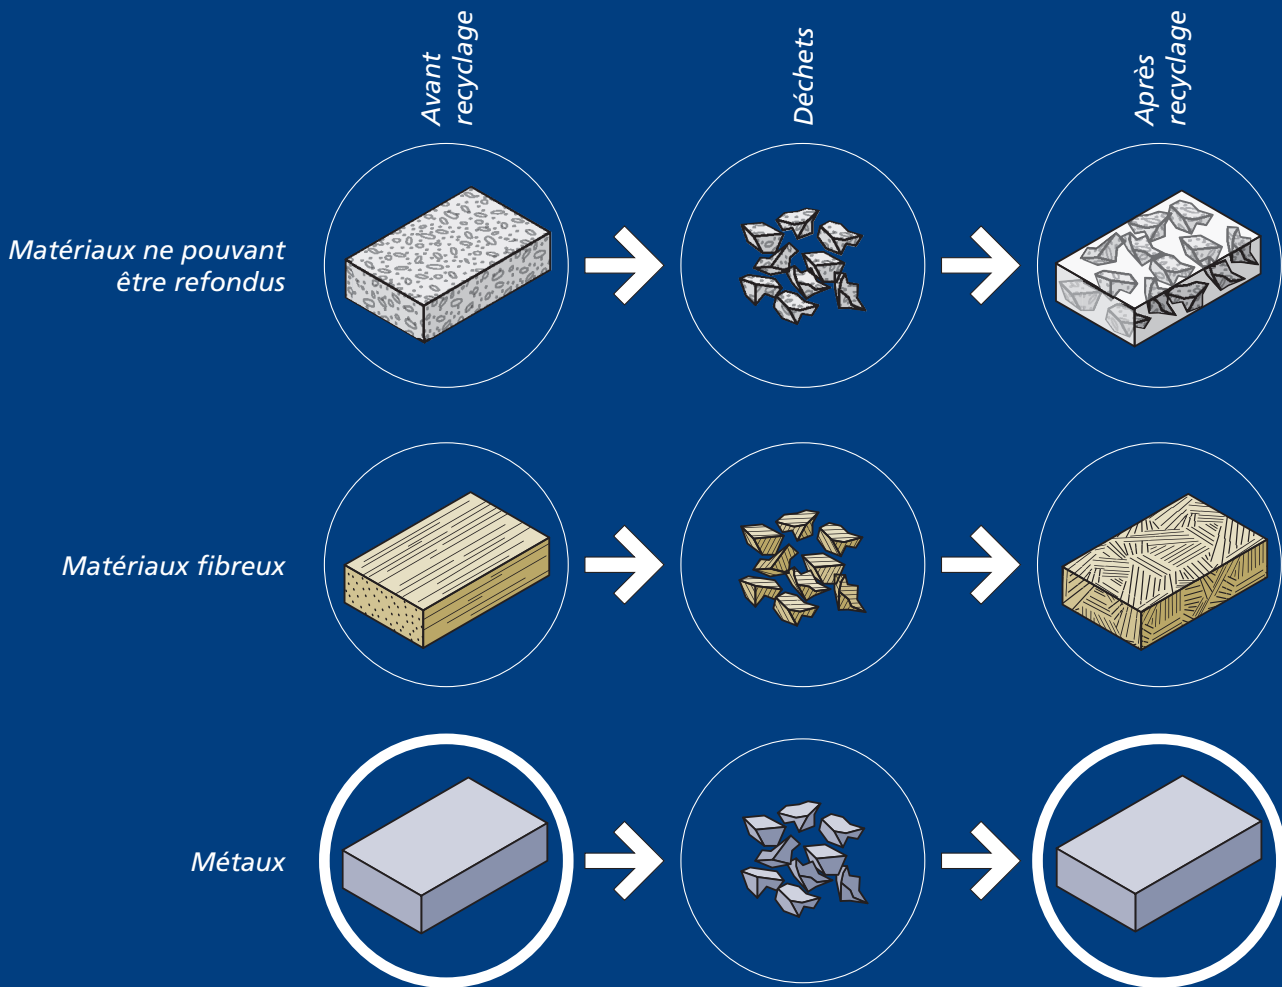 Avant
recyclage
Déchets
Après
recyclage
Matériaux ne pouvant
être refondus
Matériaux fibreux
Métaux